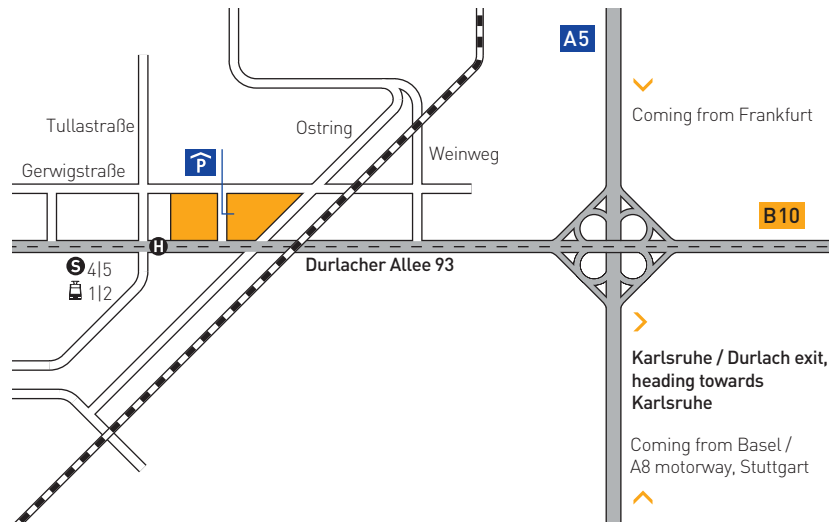 A5
Coming from Frankfurt
Tullastraße
Ostring
Gerwigstraße
P
Weinweg
B10
H
Durlacher Allee 93
S 4|5
1|2
Karlsruhe / Durlach exit,
heading towards
Karlsruhe
Coming from Basel /
A8 motorway, Stuttgart